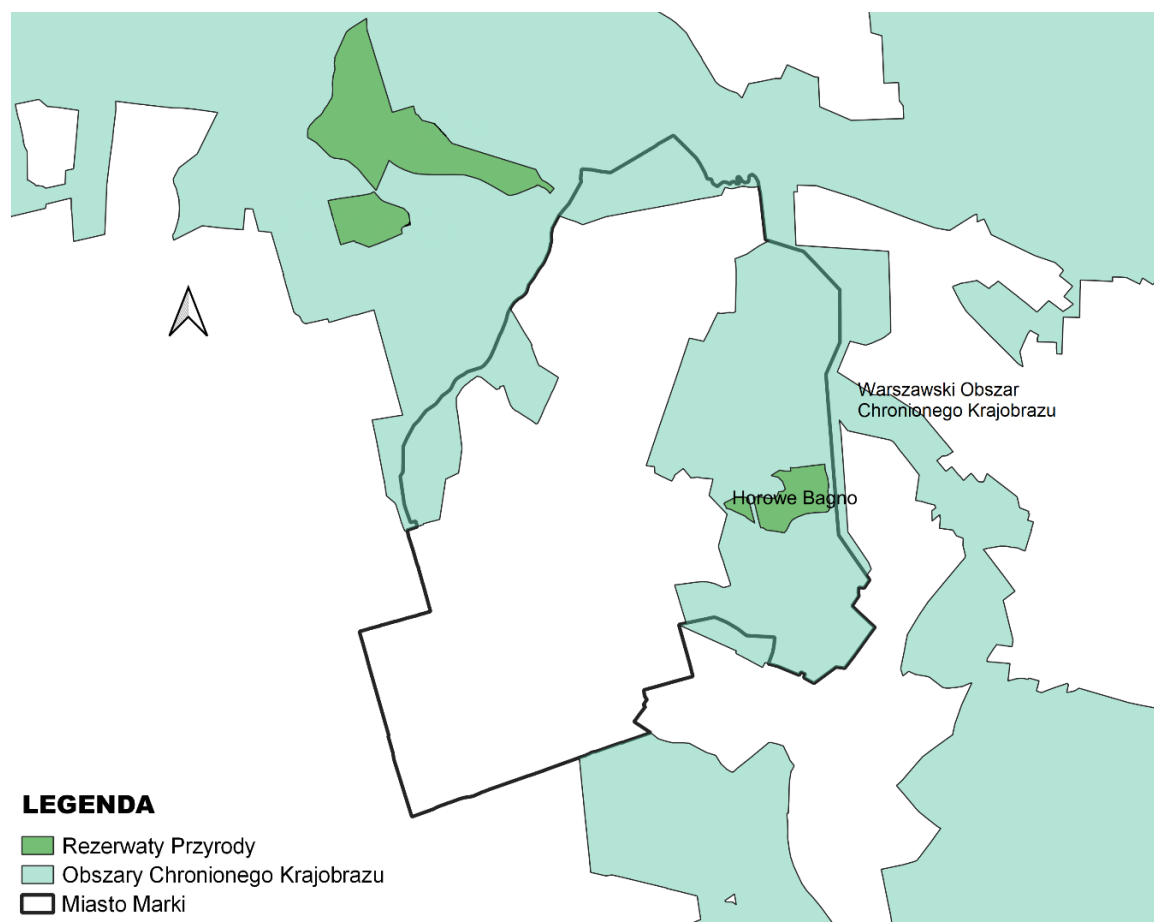 Warszawski Obszar
Chronionego Krajobrazu
Horowe Bagno
LEGENDA
Rezerwaty Przyrody
Obszary Chronionego Krajobrazu
Miasto Marki